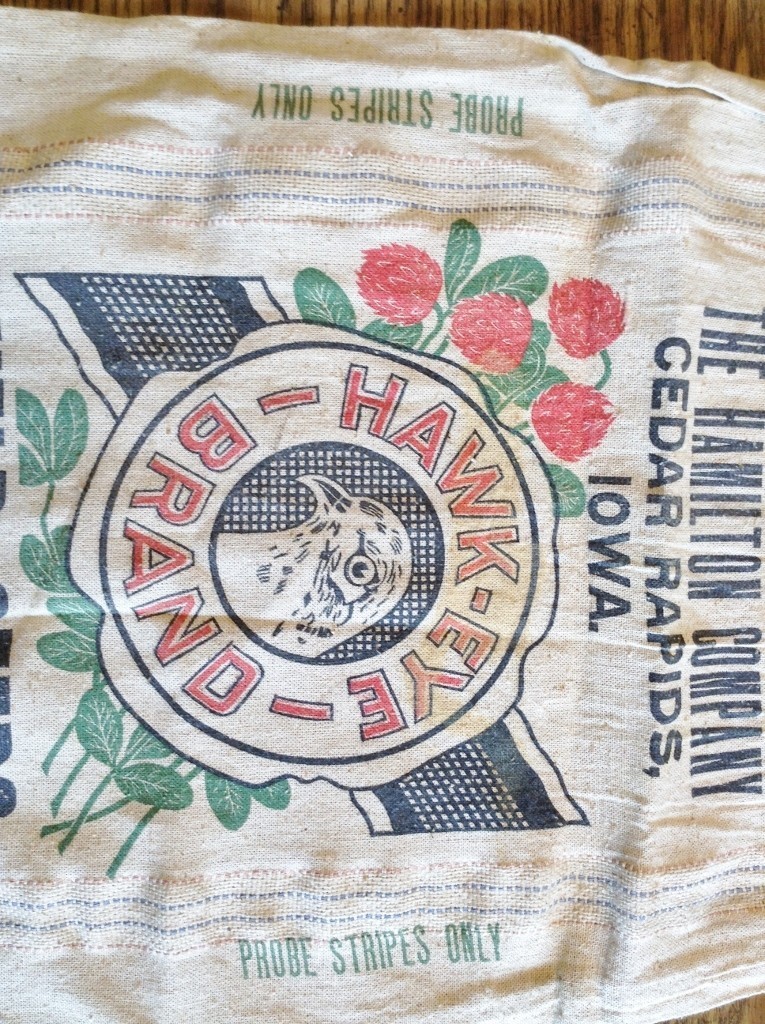 THE HAMILTON COMPANY
CEDAR RAPIDS,
IOWA.
HAWK-EYE
- BRAND -
PROBE STRIPES ONLY
PROBE STRIPES ONLY